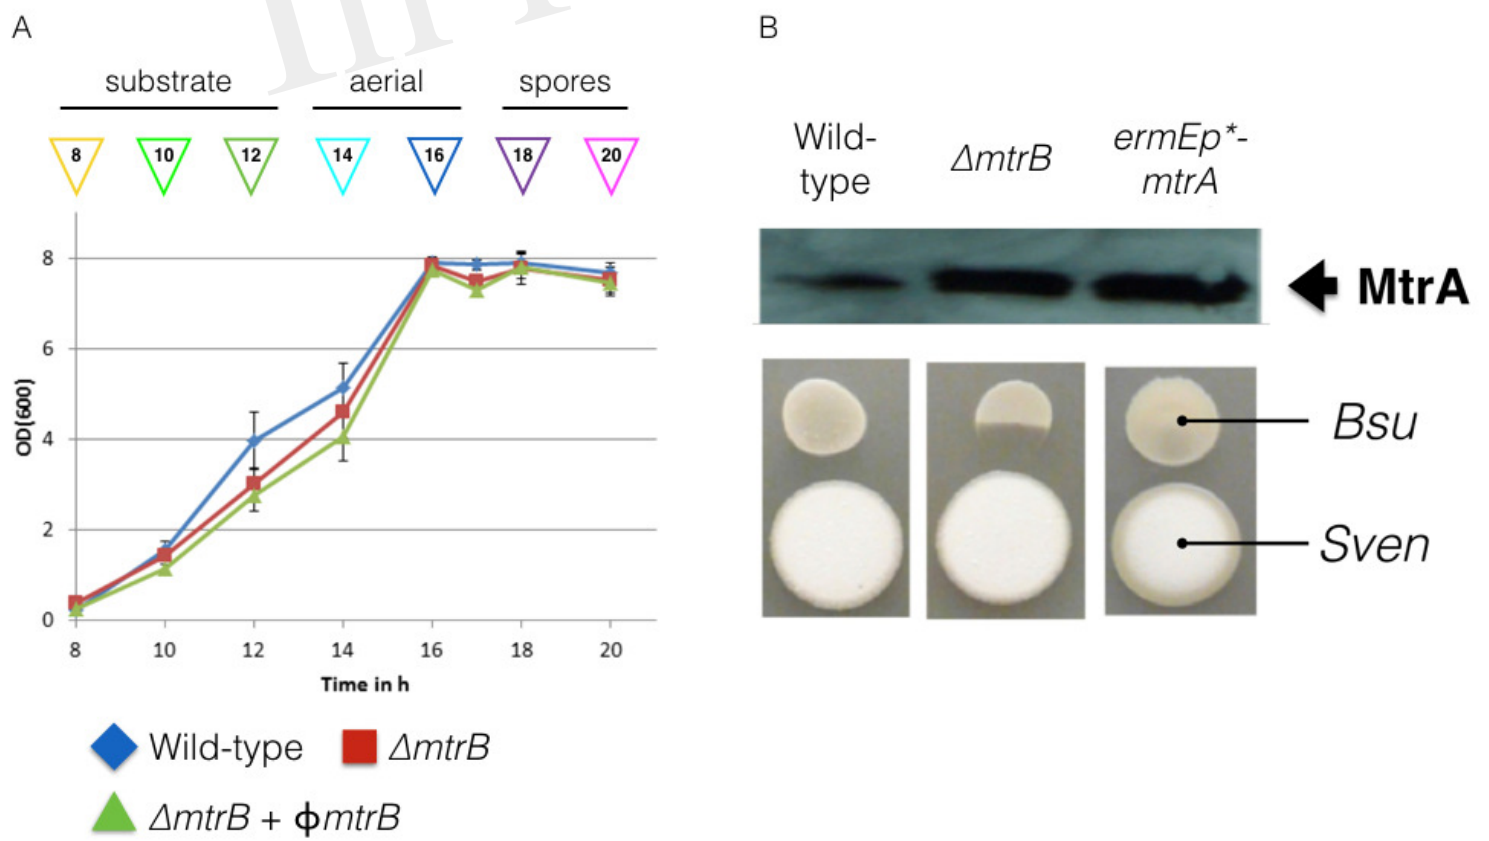 A
substrate
aerial
spores
8
10
12
14
16
18
20
8
6
4
2
0
OD(600)
8
10
12
14
16
18
20
Time in h
Wild-type
ΔmtrB
ΔmtrB + ϕmtrB
B
Wild-
type
ΔmtrB
ermEp*-
mtrA
MtrA
Bsu
Sven